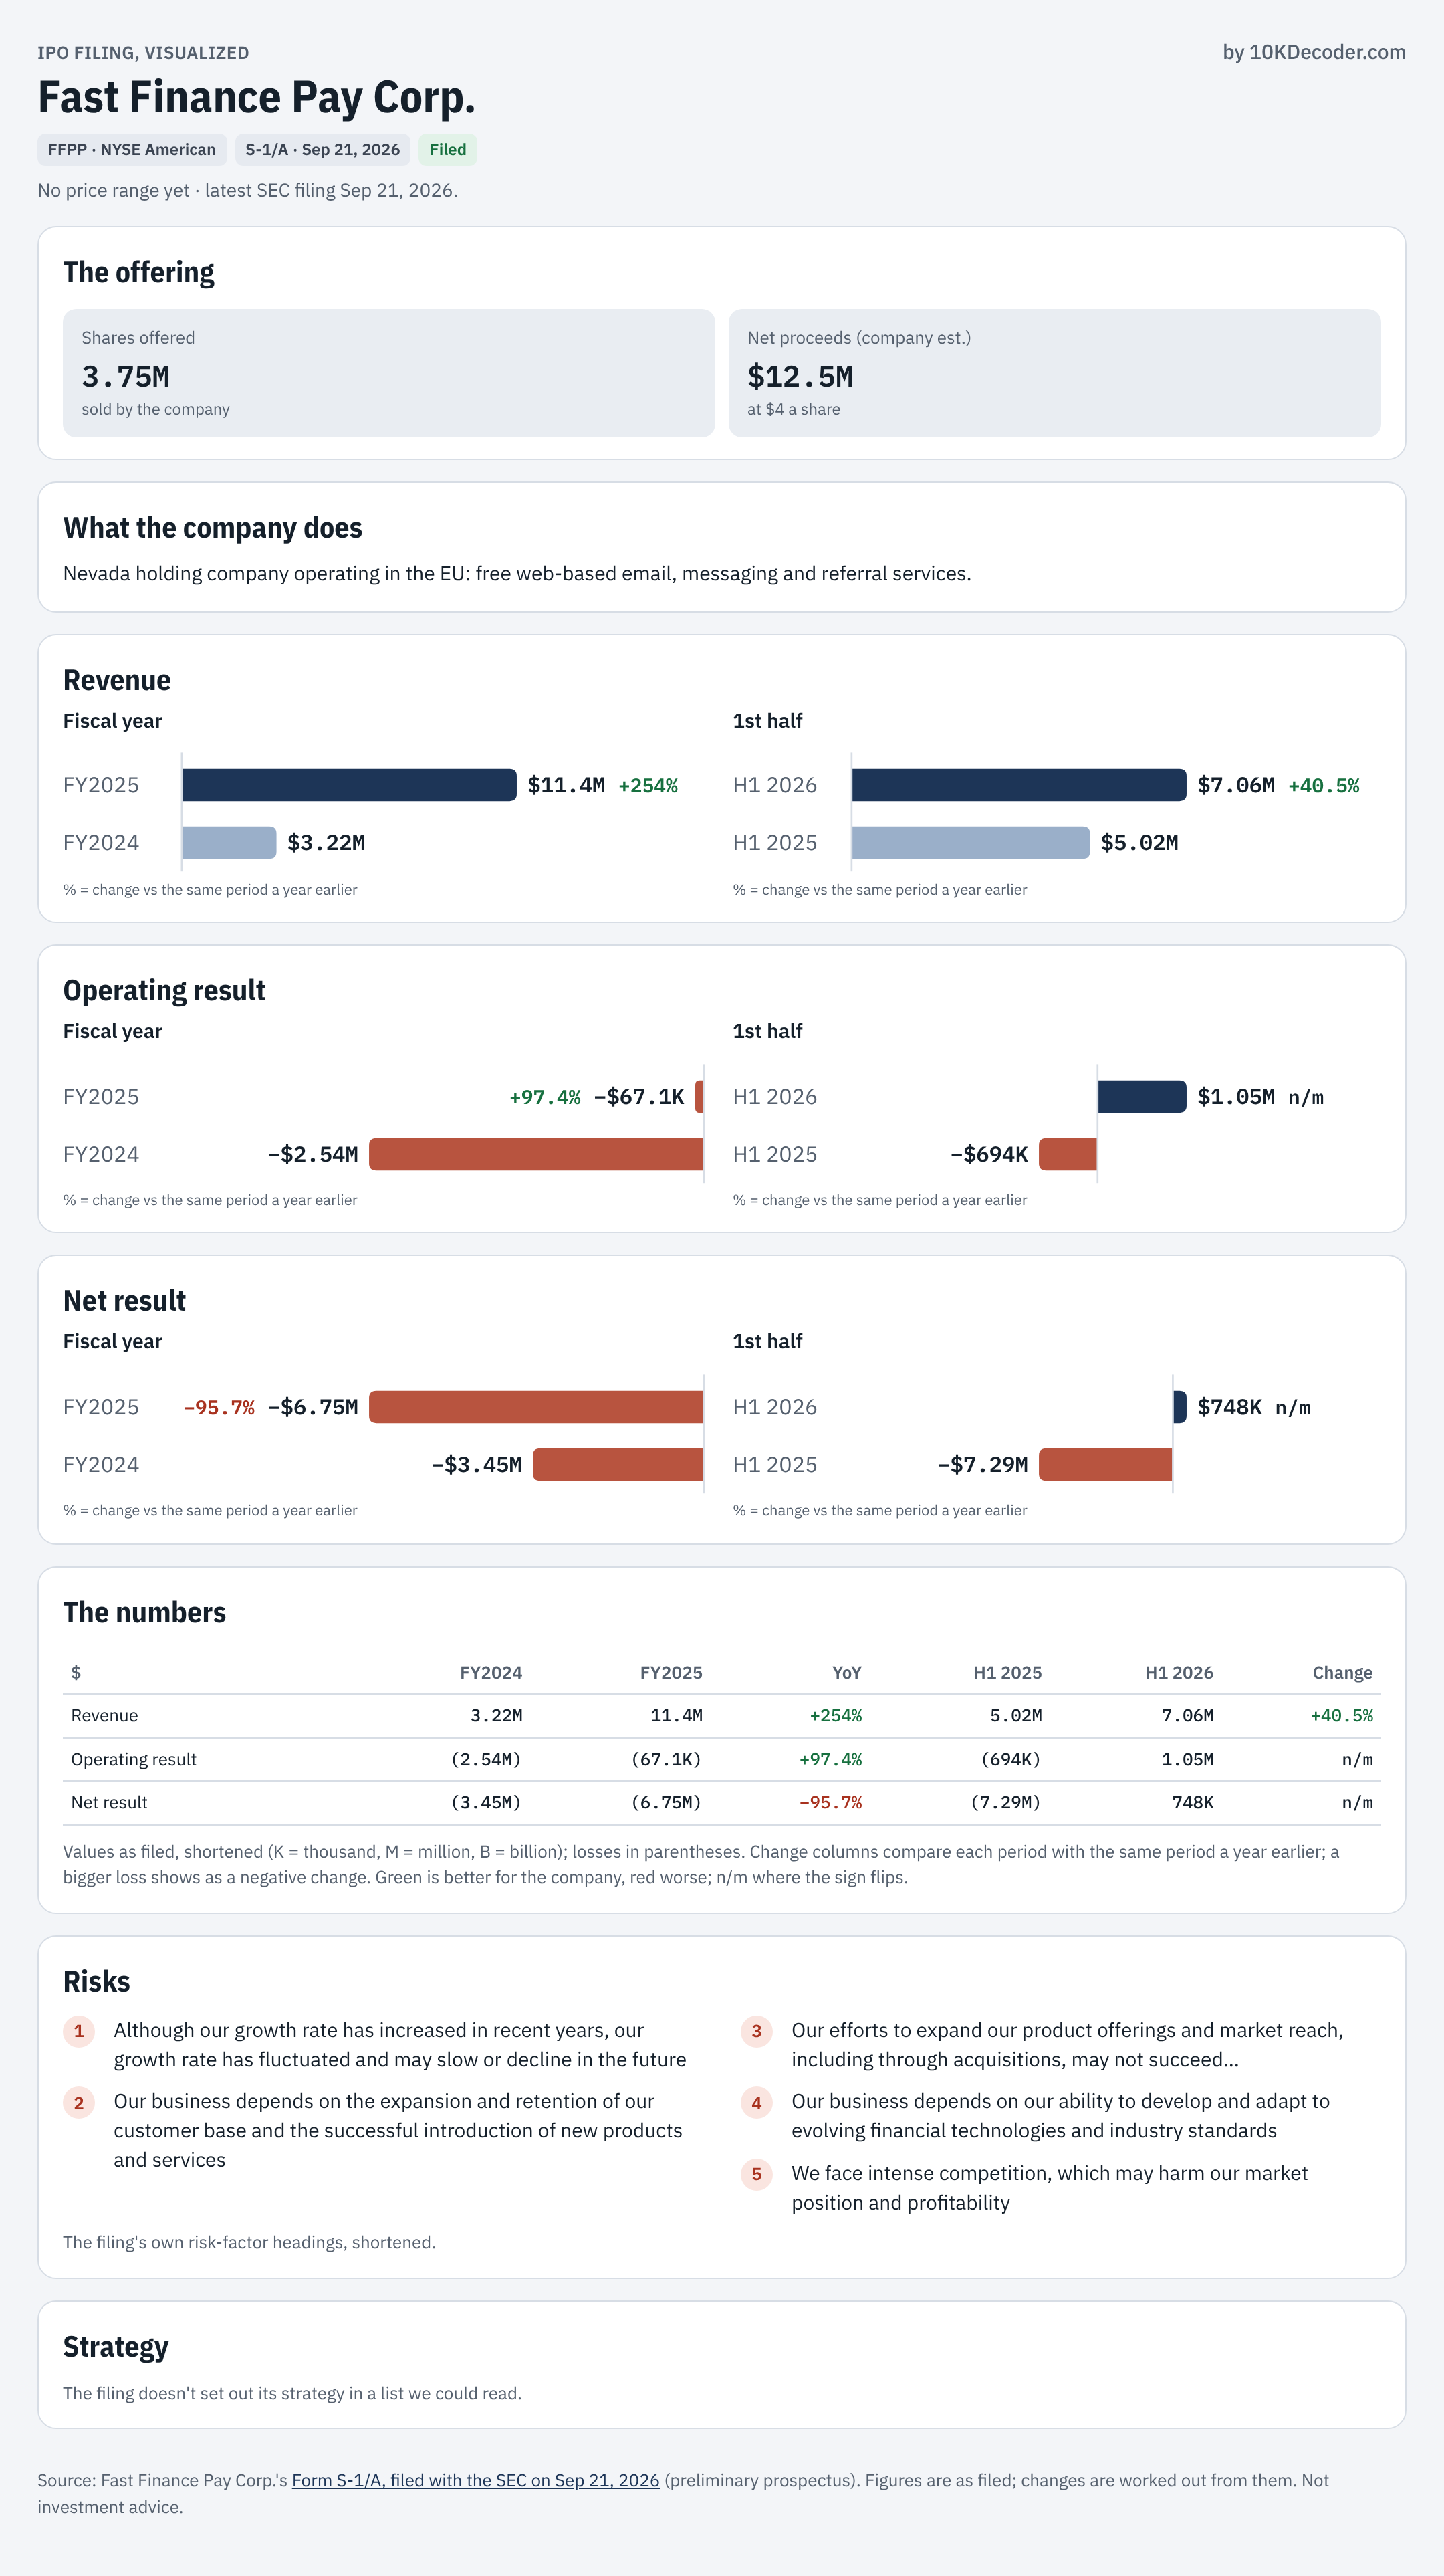 IPO FILING, VISUALIZED
by 10KDecoder.com
Fast Finance Pay Corp.
FFPP · NYSE American
S-1/A · Sep 21, 2026
Filed
No price range yet · latest SEC filing Sep 21, 2026.
The offering
Shares offered
3.75M
sold by the company
Net proceeds (company est.)
$12.5M
at $4 a share
What the company does
Nevada holding company operating in the EU: free web-based email, messaging and referral services.
Revenue
Fiscal year
FY2025 $11.4M +254%
FY2024 $3.22M
% = change vs the same period a year earlier
1st half
H1 2026 $7.06M +40.5%
H1 2025 $5.02M
% = change vs the same period a year earlier
Operating result
Fiscal year
FY2025 +97.4% −$67.1K
FY2024 −$2.54M
% = change vs the same period a year earlier
1st half
H1 2026 $1.05M n/m
H1 2025 −$694K
% = change vs the same period a year earlier
Net result
Fiscal year
FY2025 −95.7% −$6.75M
FY2024 −$3.45M
% = change vs the same period a year earlier
1st half
H1 2026 $748K n/m
H1 2025 −$7.29M
% = change vs the same period a year earlier
The numbers
$ FY2024 FY2025 YoY H1 2025 H1 2026 Change
Revenue 3.22M 11.4M +254% 5.02M 7.06M +40.5%
Operating result (2.54M) (67.1K) +97.4% (694K) 1.05M n/m
Net result (3.45M) (6.75M) −95.7% (7.29M) 748K n/m
Values as filed, shortened (K = thousand, M = million, B = billion); losses in parentheses. Change columns compare each period with the same period a year earlier; a
bigger loss shows as a negative change. Green is better for the company, red worse; n/m where the sign flips.
Risks
1 Although our growth rate has increased in recent years, our
growth rate has fluctuated and may slow or decline in the future
2 Our business depends on the expansion and retention of our
customer base and the successful introduction of new products
and services
3 Our efforts to expand our product offerings and market reach,
including through acquisitions, may not succeed...
4 Our business depends on our ability to develop and adapt to
evolving financial technologies and industry standards
5 We face intense competition, which may harm our market
position and profitability
The filing's own risk-factor headings, shortened.
Strategy
The filing doesn't set out its strategy in a list we could read.
Source: Fast Finance Pay Corp.'s Form S-1/A, filed with the SEC on Sep 21, 2026 (preliminary prospectus). Figures are as filed; changes are worked out from them. Not
investment advice.